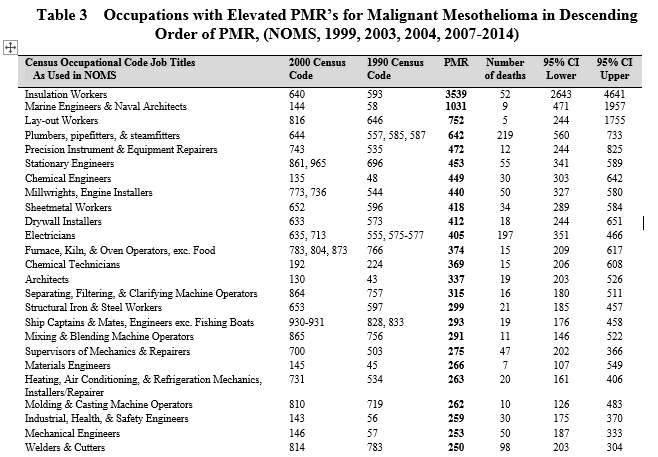 Table 3 Occupations with Elevated PMR's for Malignant Mesothelioma in Descending
Order of PMR, (NOMS, 1999, 2003, 2004, 2007-2014)
Census Occupational Code Job Titles 2000 Census 1990 Census PMR Number 95% CI 95% CI
As Used in NOMS Code Code of deaths Lower Upper
Insulation Workers 640 593 3539 52 2643 4641
Marine Engineers & Naval Architects 144 58 1031 9 471 1957
Lay-out Workers 816 646 752 5 244 1755
Plumbers, pipefitters, & steamfitters 644 557, 585, 587 642 219 560 733
Precision Instrument & Equipment Repairers 743 535 472 12 244 825
Stationary Engineers 861, 965 696 453 55 341 589
Chemical Engineers 135 48 449 30 303 642
Millwrights, Engine Installers 773, 736 544 440 50 327 580
Sheetmetal Workers 652 596 418 34 289 584
Drywall Installers 633 573 412 18 244 651
Electricians 635, 713 555, 575-577 405 197 351 466
Furnace, Kiln, & Oven Operators, exc. Food 783, 804, 873 766 374 15 209 617
Chemical Technicians 192 224 369 15 206 608
Architects 130 43 337 19 203 526
Separating, Filtering, & Clarifying Machine Operators 864 757 315 16 180 511
Structural Iron & Steel Workers 653 597 299 21 185 457
Ship Captains & Mates, Engineers exc. Fishing Boats 930-931 828, 833 293 19 176 458
Mixing & Blending Machine Operators 865 756 291 11 146 522
Supervisors of Mechanics & Repairers 700 503 275 47 202 366
Materials Engineers 145 45 266 7 107 549
Heating, Air Conditioning, & Refrigeration Mechanics, 731 534 263 20 161 406
Installers/Repairer
Molding & Casting Machine Operators 810 719 262 10 126 483
Industrial, Health, & Safety Engineers 143 56 259 30 175 370
Mechanical Engineers 146 57 253 50 187 333
Welders & Cutters 814 783 250 98 203 304